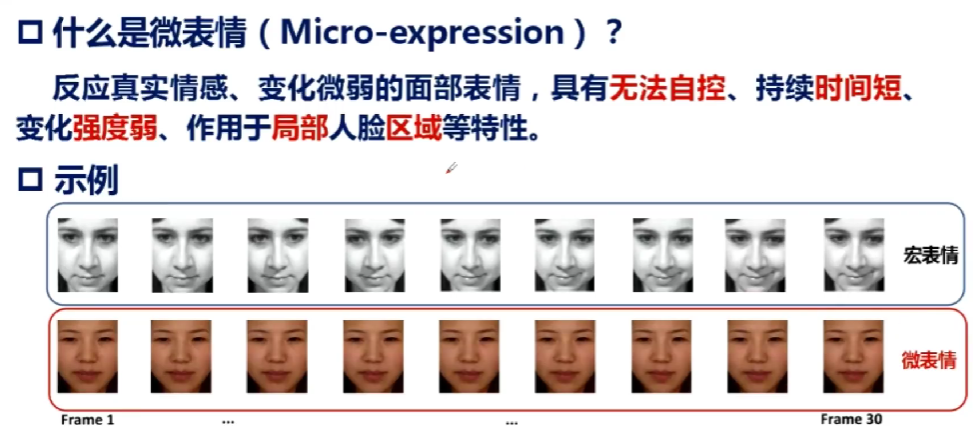 什么是微表情（Micro-expression）？
反应真实情感、变化微弱的面部表情，具有无法自控、持续时间短、
变化强度弱、作用于局部人脸区域等特性。
示例
宏表情
微表情
Frame 1 ... ... Frame 30